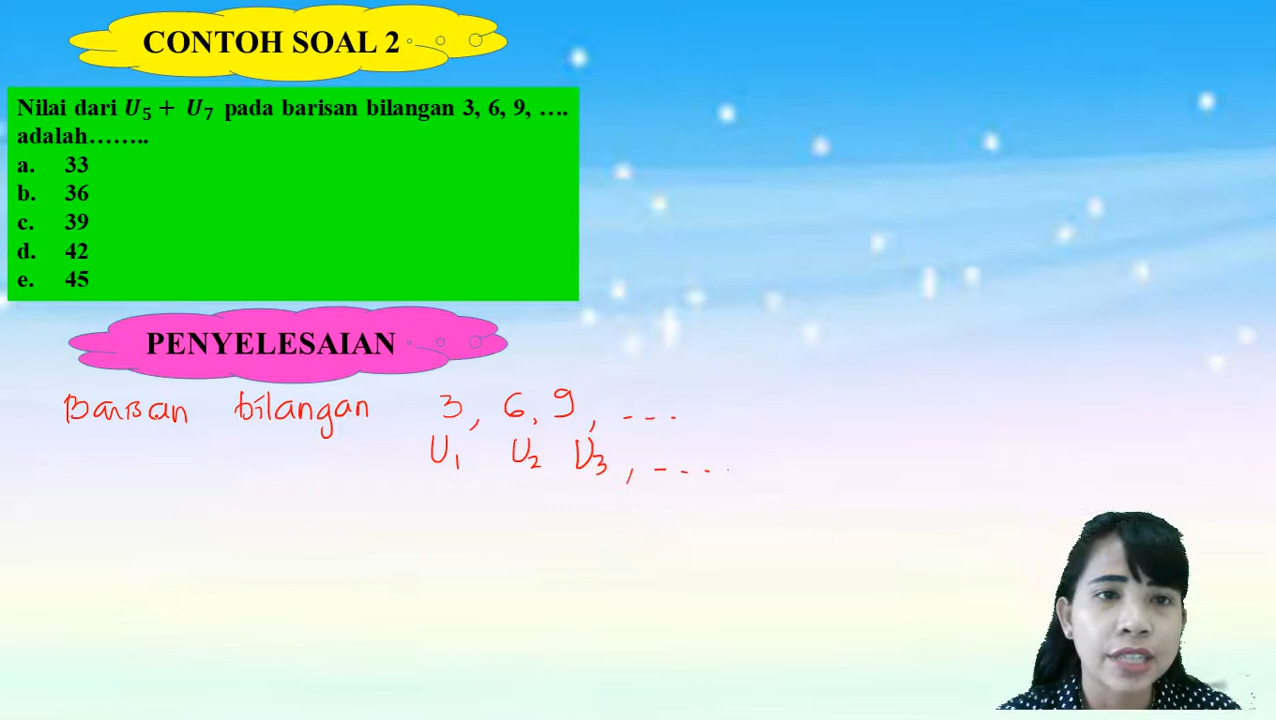 CONTOH SOAL 2
Nilai dari U₅ + U₇ pada barisan bilangan 3, 6, 9, ….
adalah……..
a. 33
b. 36
c. 39
d. 42
e. 45
PENYELESAIAN
Barisan bilangan 3, 6, 9, ---
U₁ U₂ U₃, ----